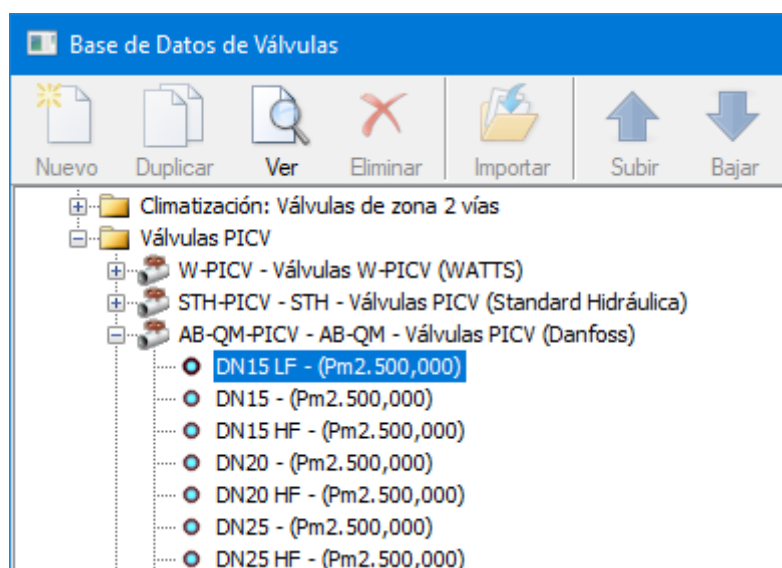 Base de Datos de Válvulas
Nuevo Duplicar Ver Eliminar Importar Subir Bajar
Climatización: Válvulas de zona 2 vías
Válvulas PICV
W-PICV - Válvulas W-PICV (WATTS)
STH-PICV - STH - Válvulas PICV (Standard Hidráulica)
AB-QM-PICV - AB-QM - Válvulas PICV (Danfoss)
DN15 LF - (Pm2.500,000)
DN15 - (Pm2.500,000)
DN15 HF - (Pm2.500,000)
DN20 - (Pm2.500,000)
DN20 HF - (Pm2.500,000)
DN25 - (Pm2.500,000)
DN25 HF - (Pm2.500,000)